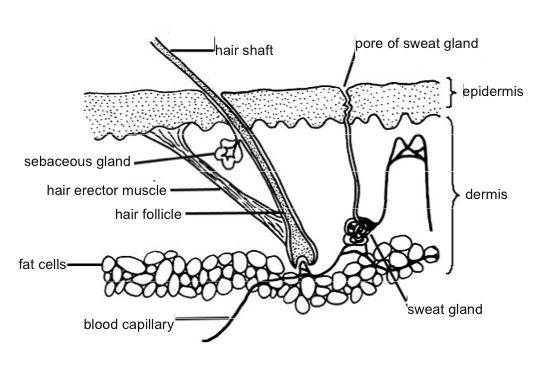 hair shaft
pore of sweat gland
epidermis
sebaceous gland
hair erector muscle
dermis
hair follicle
fat cells
sweat gland
blood capillary